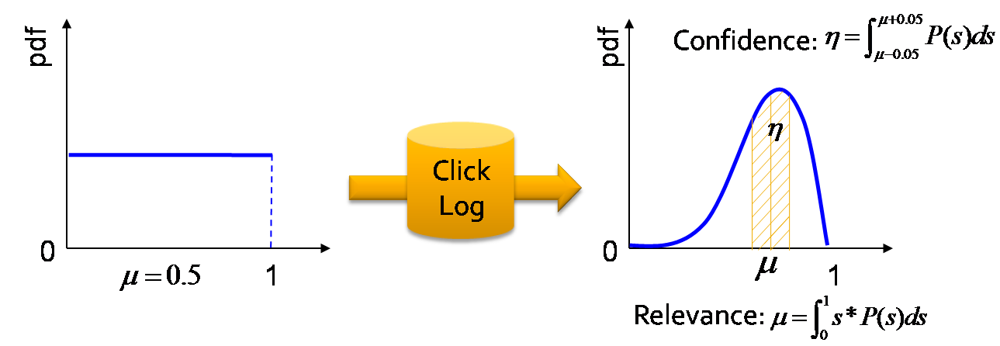 pdf
0
μ = 0.5
1
Click
Log
pdf
Confidence: η = ∫_{μ−0.05}^{μ+0.05} P(s)ds
η
0
μ
1
Relevance: μ = ∫_0^1 s * P(s)ds